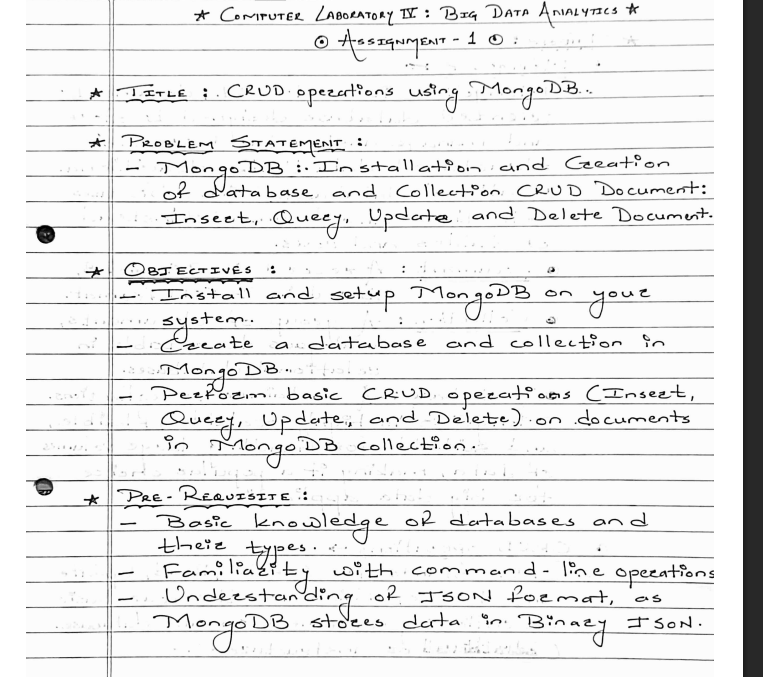 ★ COMPUTER LABORATORY IV : BIG DATA ANALYTICS ★
⊙ ASSIGNMENT - 1 ⊙ :
★ TITLE : CRUD operations using MongoDB.
★ PROBLEM STATEMENT :
- MongoDB : Installation and Creation
of database and Collection CRUD Document:
Insert, Query, Update and Delete Document.
★ OBJECTIVES :
- Install and setup MongoDB on your
system.
- Create a database and collection in
MongoDB.
- Perform basic CRUD operations (Insert,
Query, Update, and Delete) on documents
in MongoDB collection.
★ PRE-REQUISITE :
- Basic knowledge of databases and
their types.
- Familiarity with command-line operations
- Understanding of JSON format, as
MongoDB stores data in Binary JSON.